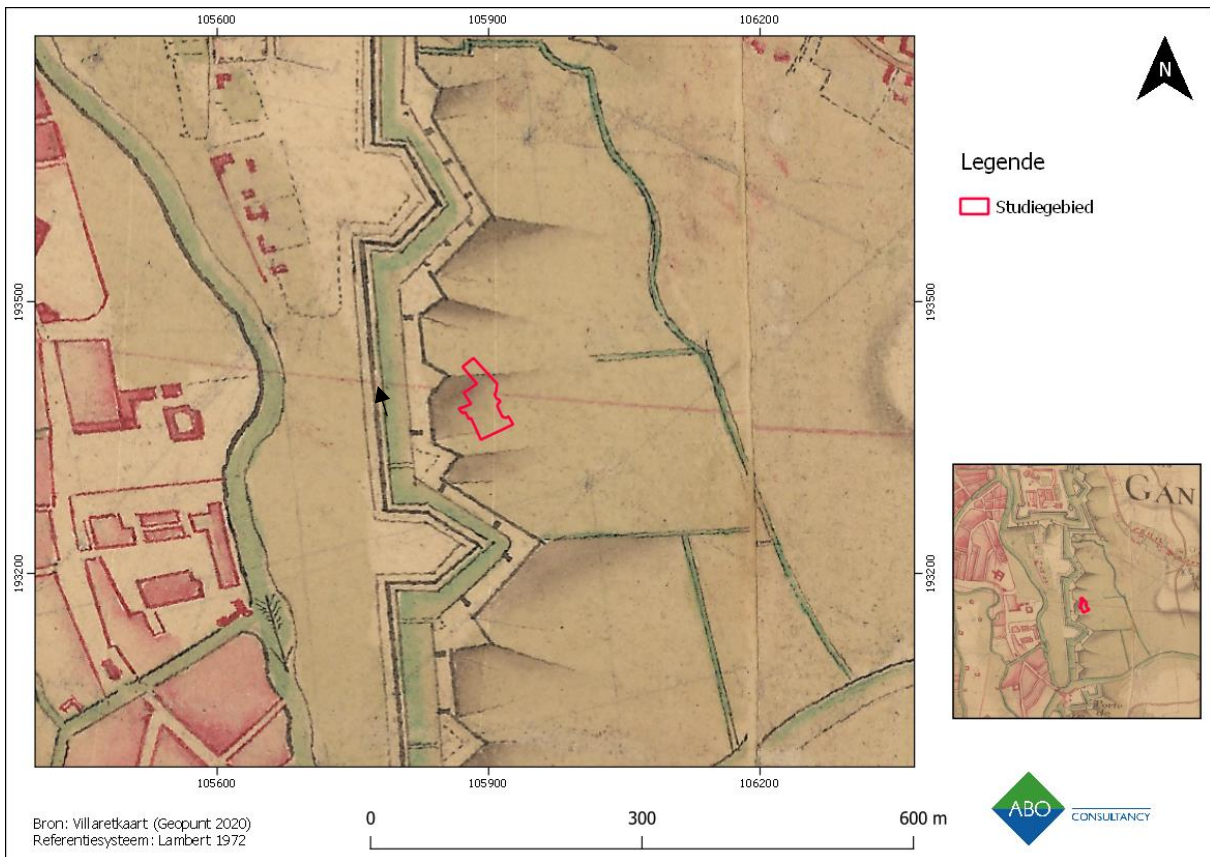 105600
105900
106200
N
Legende
Studiegebied
193500
193500
193200
193200
GAN
105600
105900
106200
Bron: Villaretkaart (Geopunt 2020)
Referentiesysteem: Lambert 1972
0
300
600 m
ABO
CONSULTANCY